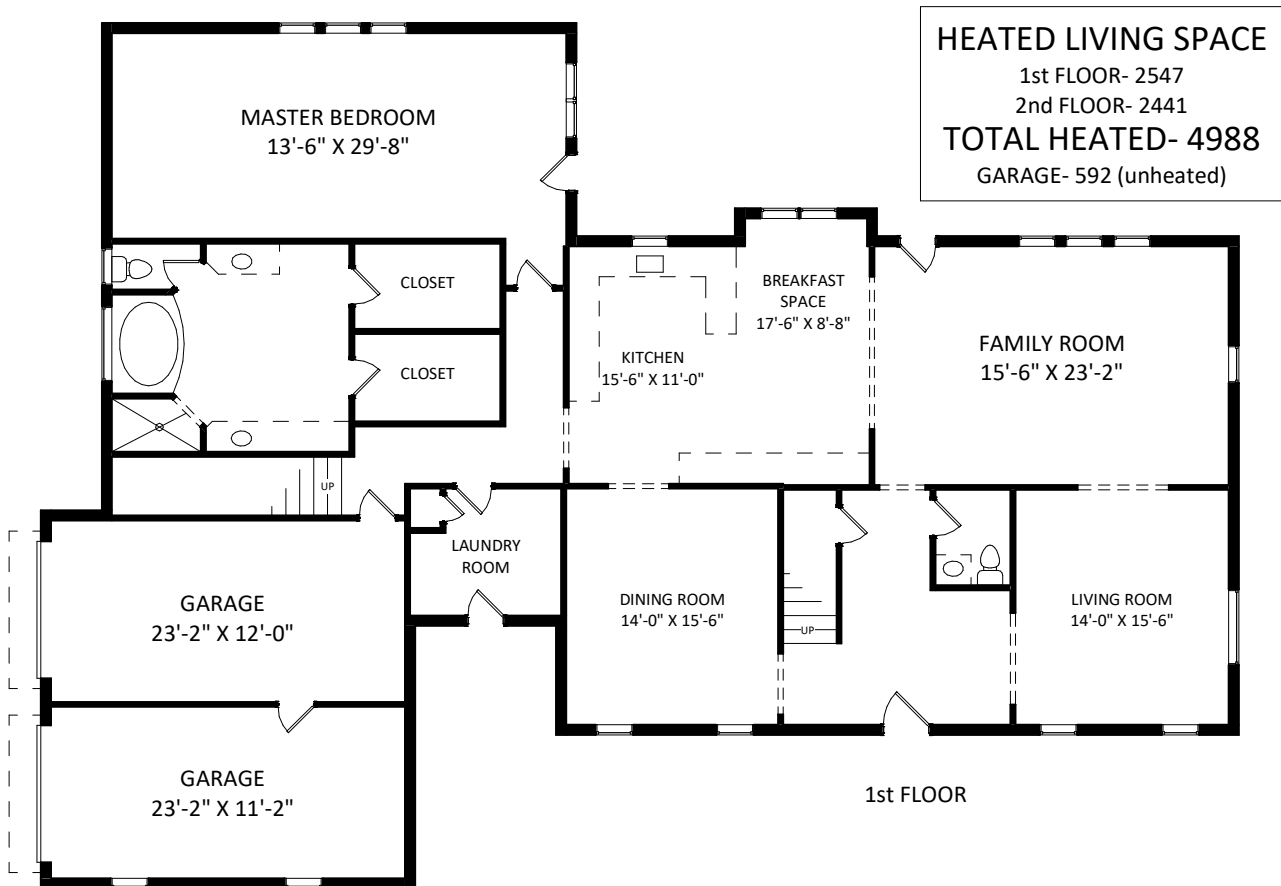 HEATED LIVING SPACE
1st FLOOR- 2547
2nd FLOOR- 2441
TOTAL HEATED- 4988
GARAGE- 592 (unheated)
MASTER BEDROOM
13'-6" X 29'-8"
CLOSET
CLOSET
BREAKFAST
SPACE
17'-6" X 8'-8"
KITCHEN
15'-6" X 11'-0"
FAMILY ROOM
15'-6" X 23'-2"
UP
LAUNDRY
ROOM
GARAGE
23'-2" X 12'-0"
DINING ROOM
14'-0" X 15'-6"
UP
LIVING ROOM
14'-0" X 15'-6"
GARAGE
23'-2" X 11'-2"
1st FLOOR